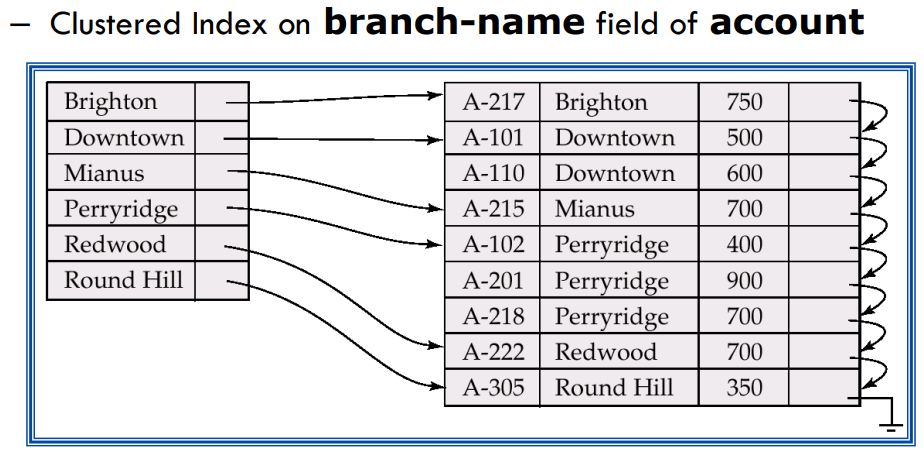 – Clustered Index on branch-name field of account
Brighton A-217 Brighton 750
Downtown A-101 Downtown 500
Mianus A-110 Downtown 600
Perryridge A-215 Mianus 700
Redwood A-102 Perryridge 400
Round Hill A-201 Perryridge 900
A-218 Perryridge 700
A-222 Redwood 700
A-305 Round Hill 350